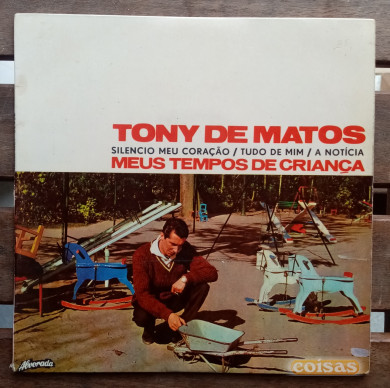 TONY DE MATOS
SILENCIO MEU CORAÇÃO / TUDO DE MIM / A NOTÍCIA
MEUS TEMPOS DE CRIANÇA
Alvorada
coisas